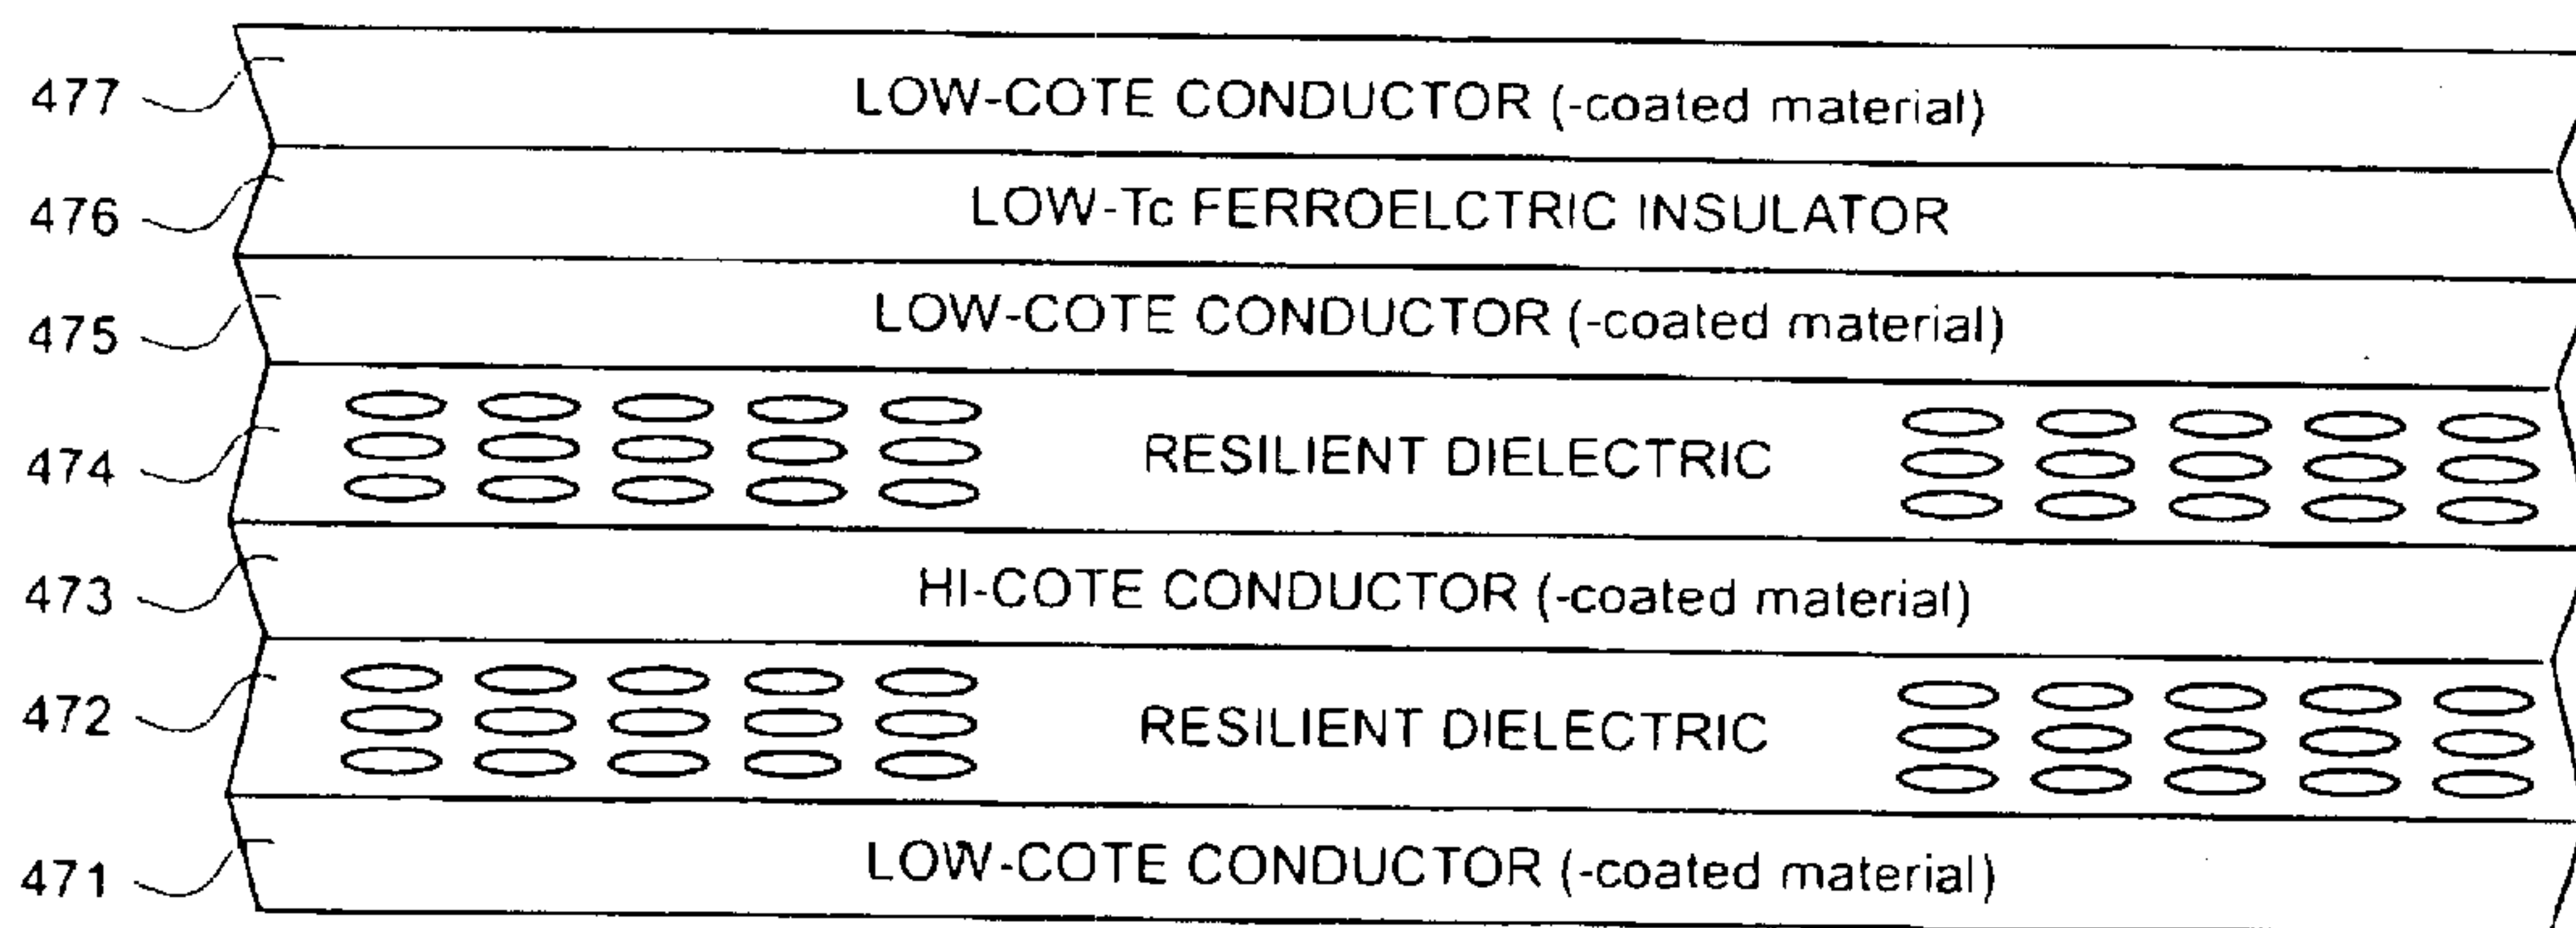 477 LOW-COTE CONDUCTOR (-coated material)
476 LOW-Tc FERROELCTRIC INSULATOR
475 LOW-COTE CONDUCTOR (-coated material)
474 RESILIENT DIELECTRIC
473 HI-COTE CONDUCTOR (-coated material)
472 RESILIENT DIELECTRIC
471 LOW-COTE CONDUCTOR (-coated material)